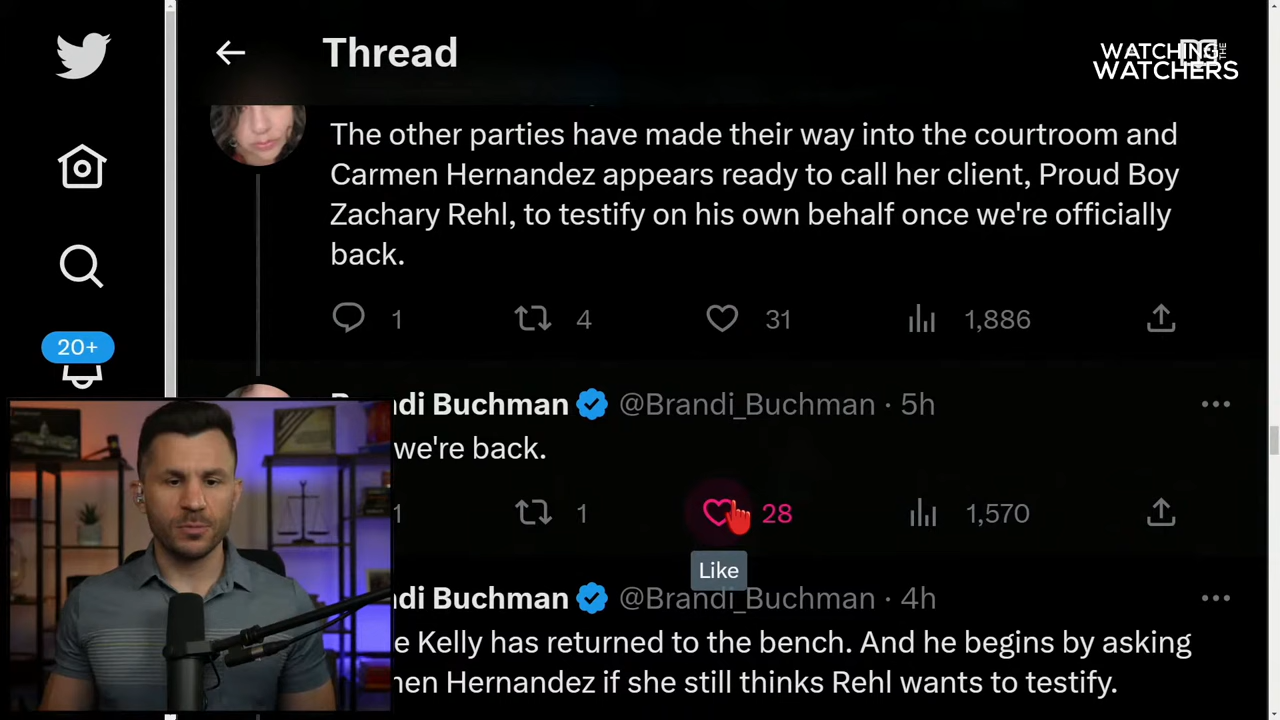 Thread
WATCHING THE
WATCHERS
The other parties have made their way into the courtroom and
Carmen Hernandez appears ready to call her client, Proud Boy
Zachary Rehl, to testify on his own behalf once we're officially
back.
1 4 31 1,886
20+
ndi Buchman @Brandi_Buchman · 5h
we're back.
1 1 28 1,570
Like
ndi Buchman @Brandi_Buchman · 4h
e Kelly has returned to the bench. And he begins by asking
nen Hernandez if she still thinks Rehl wants to testify.